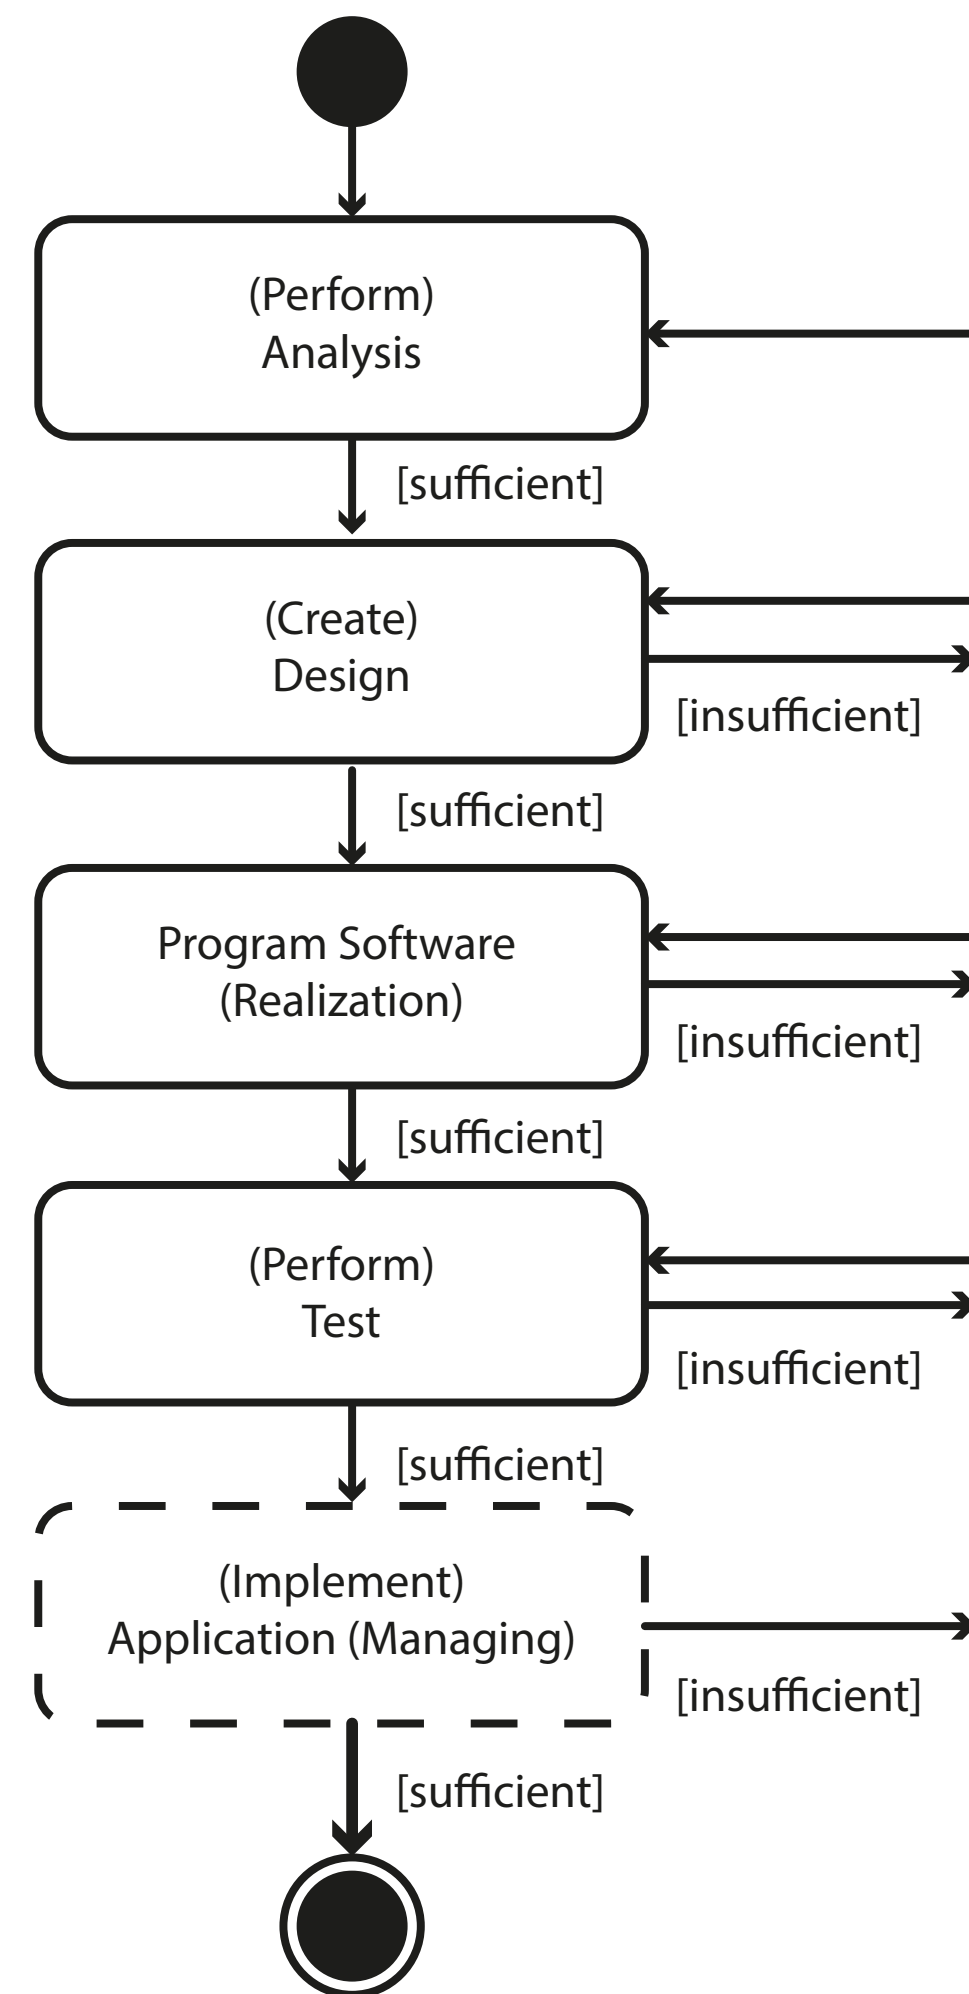 (Perform)
Analysis
[sufficient]
(Create)
Design
[insufficient]
[sufficient]
Program Software
(Realization)
[insufficient]
[sufficient]
(Perform)
Test
[insufficient]
[sufficient]
(Implement)
Application (Managing)
[insufficient]
[sufficient]